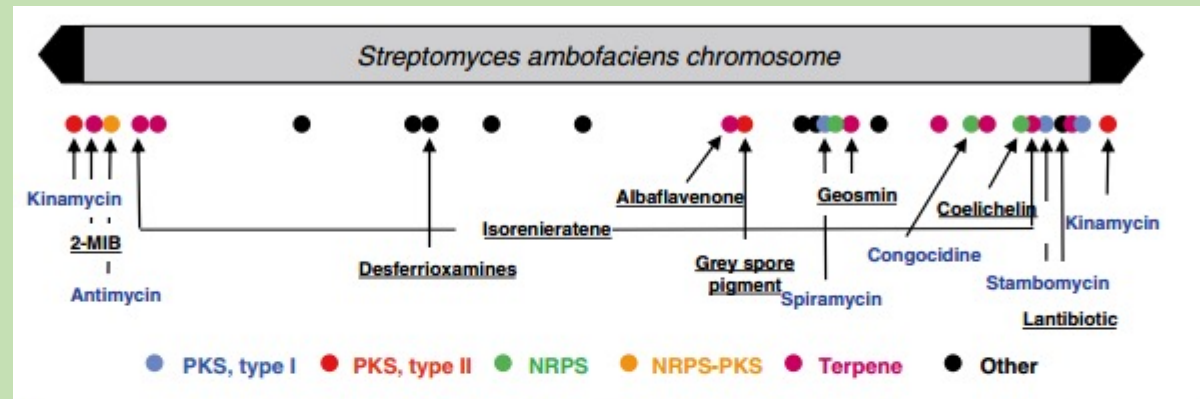 Streptomyces ambofaciens chromosome
Kinamycin
2-MIB
Antimycin
Desferrioxamines
Isorenieratene
Albaflavenone
Grey spore
pigment
Geosmin
Spiramycin
Coelichelin
Congocidine
Kinamycin
Stambomycin
Lantibiotic
PKS, type I PKS, type II NRPS NRPS-PKS Terpene Other